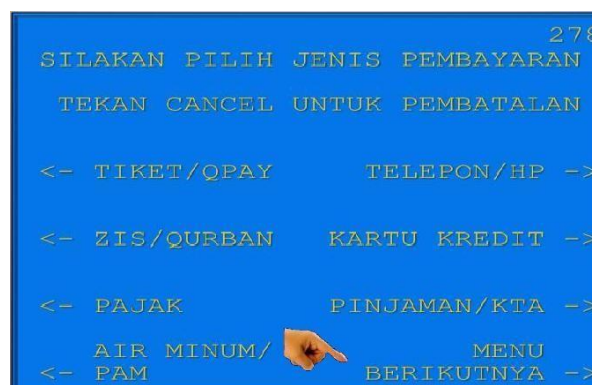 278
SILAKAN PILIH JENIS PEMBAYARAN
TEKAN CANCEL UNTUK PEMBATALAN
<- TIKET/QPAY TELEPON/HP ->
<- ZIS/QURBAN KARTU KREDIT ->
<- PAJAK PINJAMAN/KTA ->
AIR MINUM/ MENU
<- PAM BERIKUTNYA ->